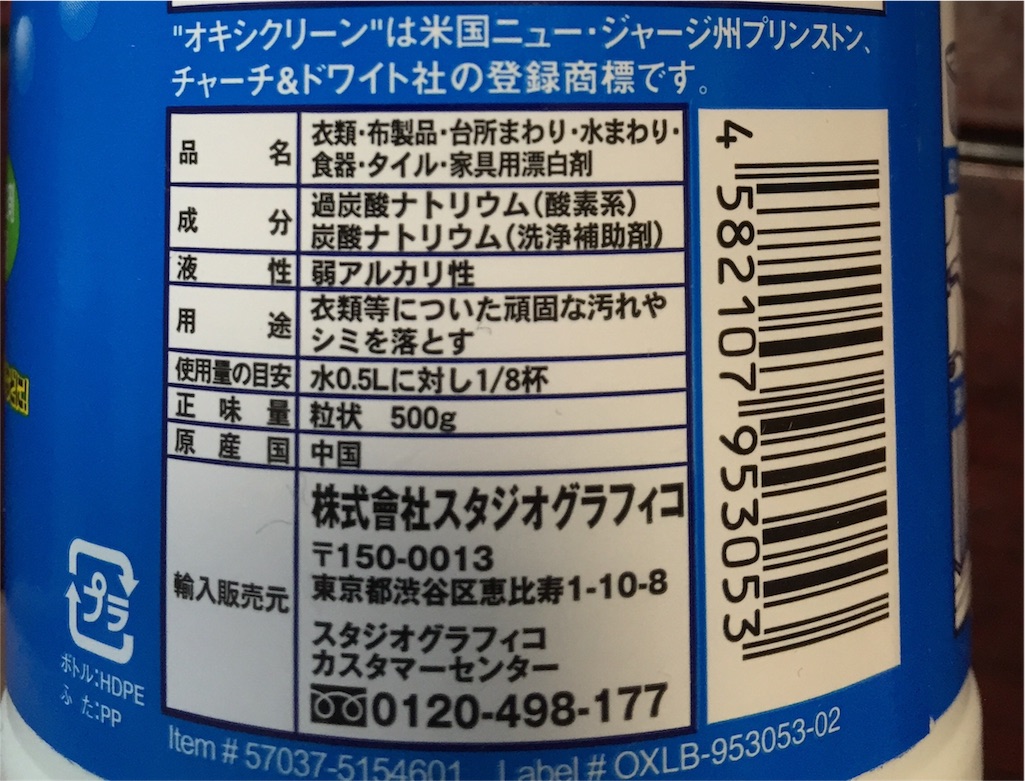 "オキシクリーン"は米国ニュー・ジャージ州プリンストン、
チャーチ&ドワイト社の登録商標です。
品名 衣類・布製品・台所まわり・水まわり・
食器・タイル・家具用漂白剤
成分 過炭酸ナトリウム(酸素系)
炭酸ナトリウム(洗浄補助剤)
液性 弱アルカリ性
用途 衣類等についた頑固な汚れや
シミを落とす
使用量の目安 水0.5Lに対し1/8杯
正味量 粒状 500g
原産国 中国
輸入販売元 株式會社スタジオグラフィコ
〒150-0013
東京都渋谷区恵比寿1-10-8
スタジオグラフィコ
カスタマーセンター
0120-498-177
4 582107 953053
プラ
ボトル:HDPE
ふた:PP
Item # 57037-5154601 Label # OXLB-953053-02